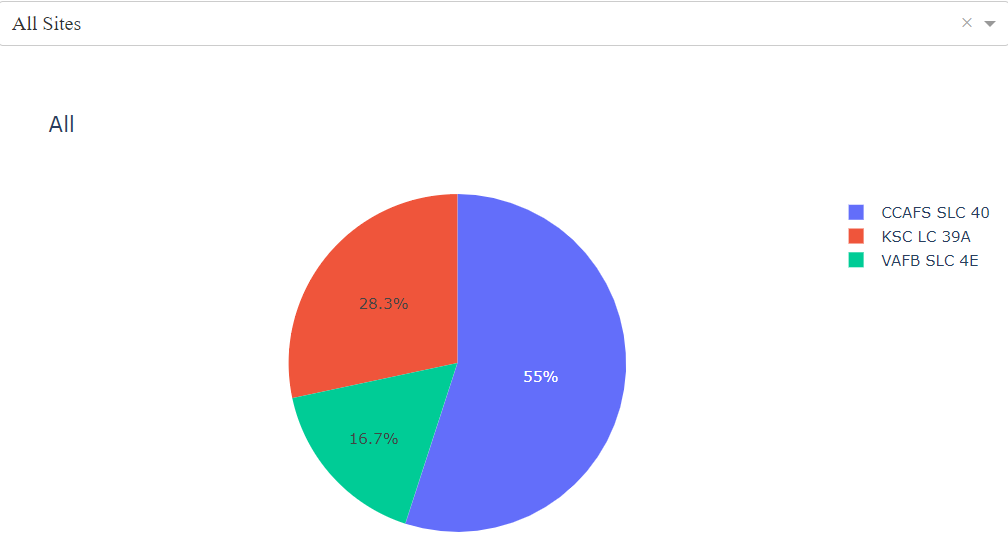 All Sites
×
All
CCAFS SLC 40
KSC LC 39A
VAFB SLC 4E
28.3%
55%
16.7%